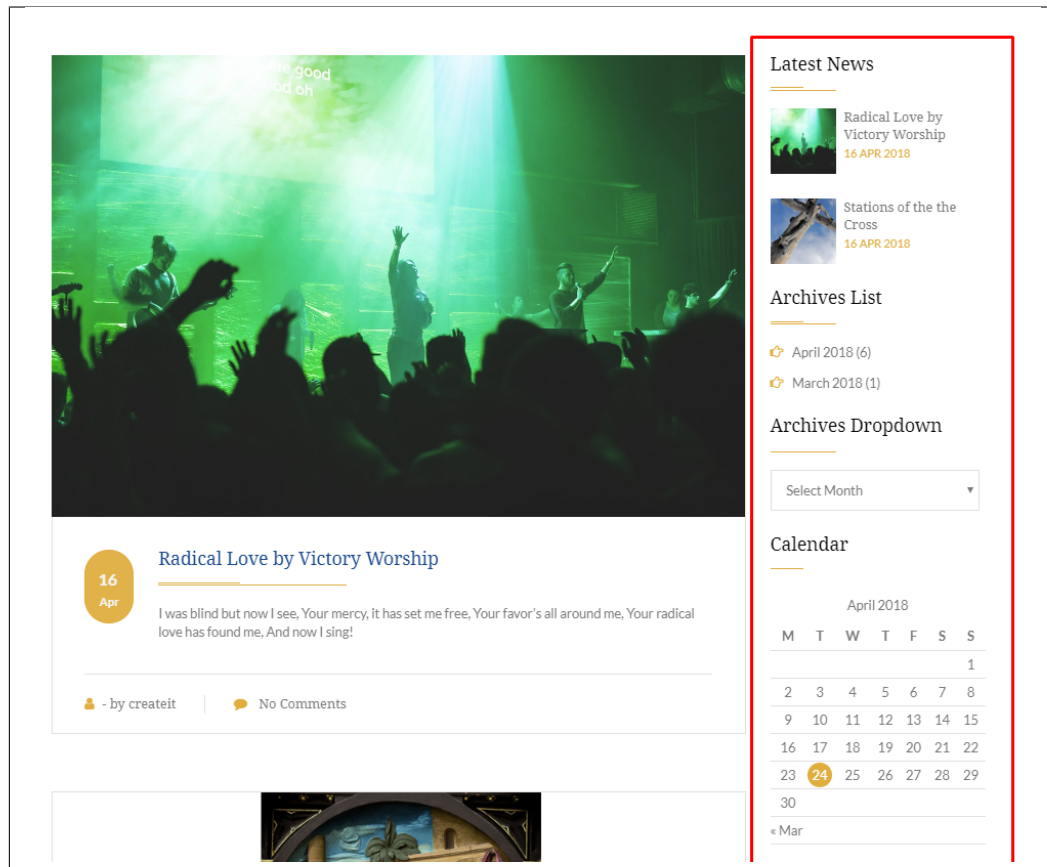 are good
od oh
Radical Love by Victory Worship
16
Apr
I was blind but now I see, Your mercy, it has set me free, Your favor's all around me, Your radical
love has found me, And now I sing!
- by createit
No Comments
Latest News
Radical Love by
Victory Worship
16 APR 2018
Stations of the the
Cross
16 APR 2018
Archives List
April 2018 (6)
March 2018 (1)
Archives Dropdown
Select Month
Calendar
April 2018
M T W T F S S
1
2 3 4 5 6 7 8
9 10 11 12 13 14 15
16 17 18 19 20 21 22
23 24 25 26 27 28 29
30
« Mar